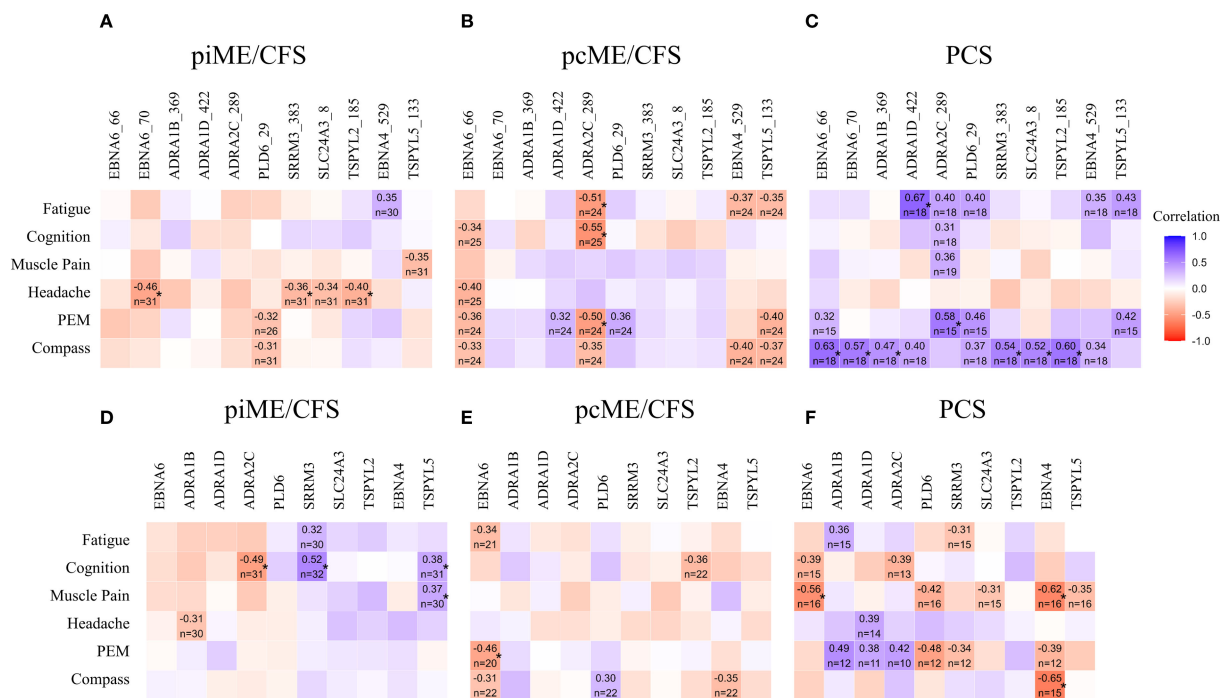 A
B
C
piME/CFS
pcME/CFS
PCS
EBNA6_66
EBNA6_70
ADRA1B_369
ADRA1D_422
ADRA2C_289
PLD6_29
SRRM3_383
SLC24A3_8
TSPYL2_185
EBNA4_529
TSPYL5_133
EBNA6_66
EBNA6_70
ADRA1B_369
ADRA1D_422
ADRA2C_289
PLD6_29
SRRM3_383
SLC24A3_8
TSPYL2_185
EBNA4_529
TSPYL5_133
EBNA6_66
EBNA6_70
ADRA1B_369
ADRA1D_422
ADRA2C_289
PLD6_29
SRRM3_383
SLC24A3_8
TSPYL2_185
EBNA4_529
TSPYL5_133
Fatigue
0.35 -0.51 -0.37 -0.35 0.67 0.40 0.40 0.35 0.43
n=30 n=24* n=24 n=24 n=18* n=18 n=18 n=18 n=18
Cognition
-0.34 -0.55 0.31
n=25 n=25* n=18
Muscle Pain
-0.35 0.36
n=31 n=19
Headache
-0.46 -0.36 -0.34 -0.40 -0.40
n=31* n=31* n=31 n=31* n=25
PEM
-0.32 -0.36 0.32 -0.50 0.36 -0.40 0.32 0.58 0.46 0.42
n=26 n=24 n=24 n=24* n=24 n=24 n=15 n=15* n=15 n=15
Compass
-0.31 -0.33 -0.35 -0.40 -0.37 0.63 0.57 0.47 0.40 0.37 0.54 0.52 0.60 0.34
n=31 n=24 n=24 n=24 n=24 n=18* n=18* n=18* n=18 n=18 n=18* n=18* n=18* n=18
Correlation
1.0
0.5
0.0
-0.5
-1.0
D
E
F
piME/CFS
pcME/CFS
PCS
EBNA6
ADRA1B
ADRA1D
ADRA2C
PLD6
SRRM3
SLC24A3
TSPYL2
EBNA4
TSPYL5
EBNA6
ADRA1B
ADRA1D
ADRA2C
PLD6
SRRM3
SLC24A3
TSPYL2
EBNA4
TSPYL5
EBNA6
ADRA1B
ADRA1D
ADRA2C
PLD6
SRRM3
SLC24A3
TSPYL2
EBNA4
TSPYL5
Fatigue
0.32 -0.34 0.36 -0.31
n=30 n=21 n=15 n=15
Cognition
-0.49 0.52 0.38 -0.36 -0.39 -0.39
n=31* n=32* n=31* n=22 n=15 n=13
Muscle Pain
0.37 -0.56 -0.42 -0.31 -0.62 -0.35
n=30* n=16* n=16 n=15 n=16* n=16
Headache
-0.31 0.39
n=30 n=14
PEM
-0.46 0.49 0.38 0.42 -0.48 -0.34 -0.39
n=20* n=12 n=11 n=10 n=12 n=12 n=12
Compass
-0.31 0.30 -0.35 -0.65
n=22 n=22 n=22 n=15*